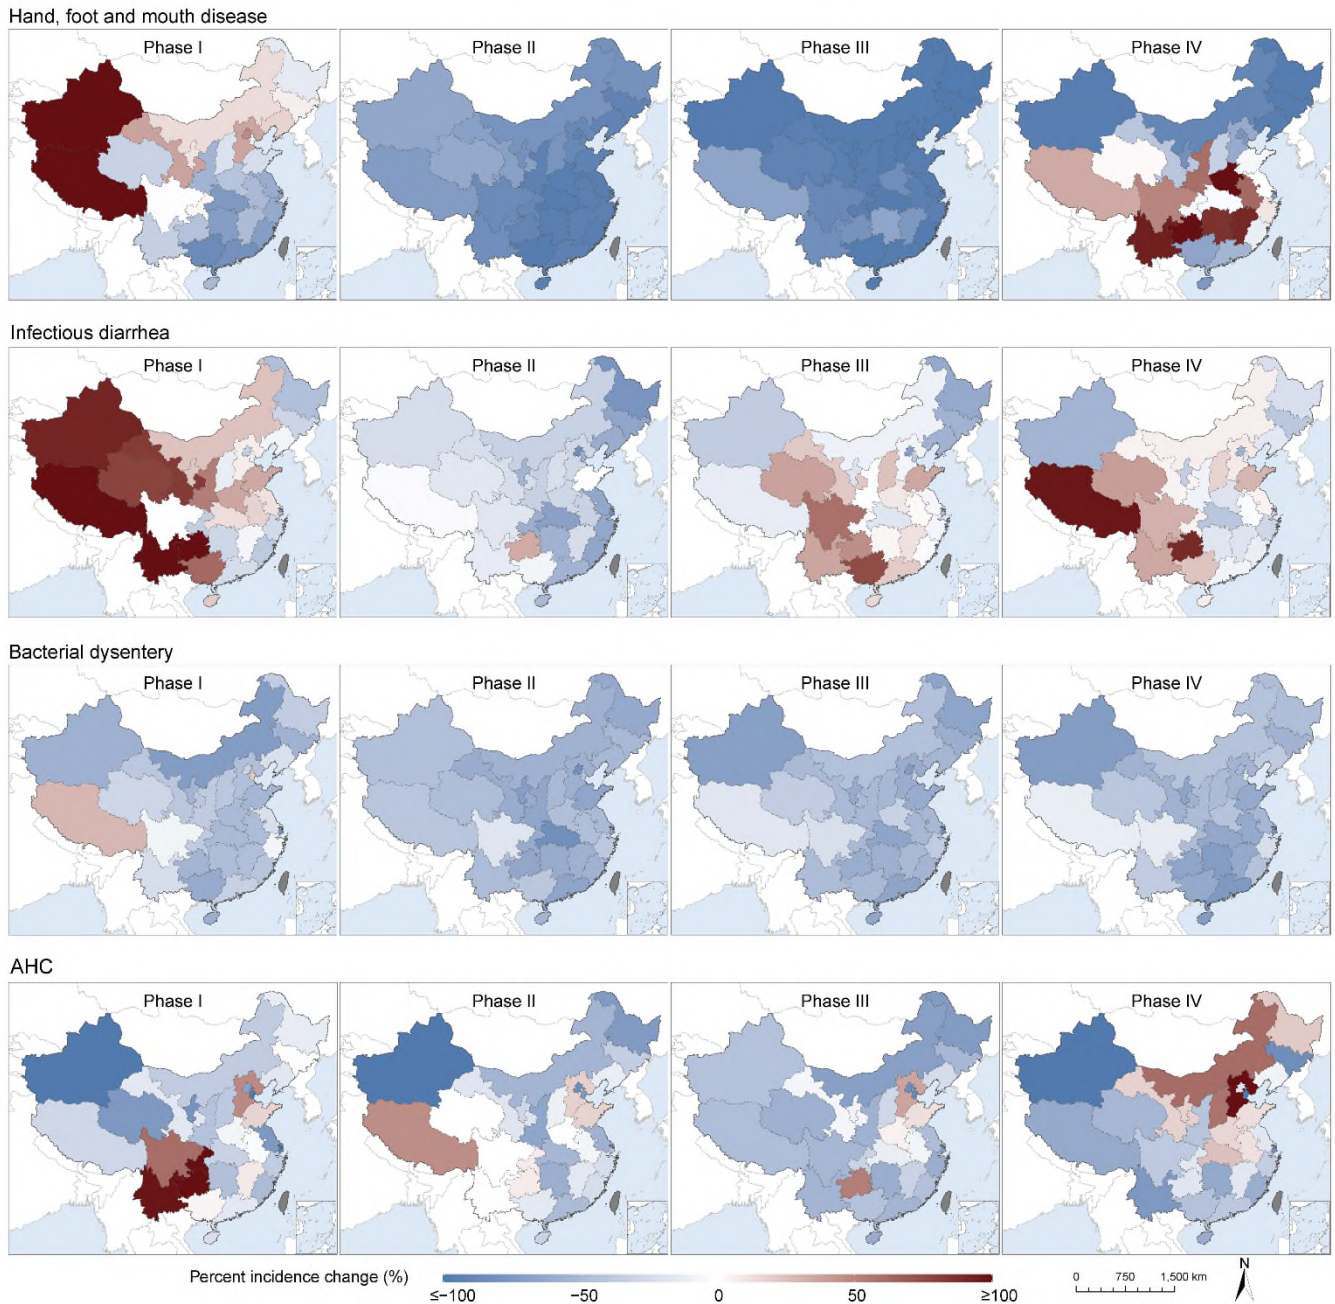 Hand, foot and mouth disease
Phase I
Phase II
Phase III
Phase IV
Infectious diarrhea
Phase I
Phase II
Phase III
Phase IV
Bacterial dysentery
Phase I
Phase II
Phase III
Phase IV
AHC
Phase I
Phase II
Phase III
Phase IV
Percent incidence change (%)
≤−100 −50 0 50 ≥100
0 750 1,500 km
N